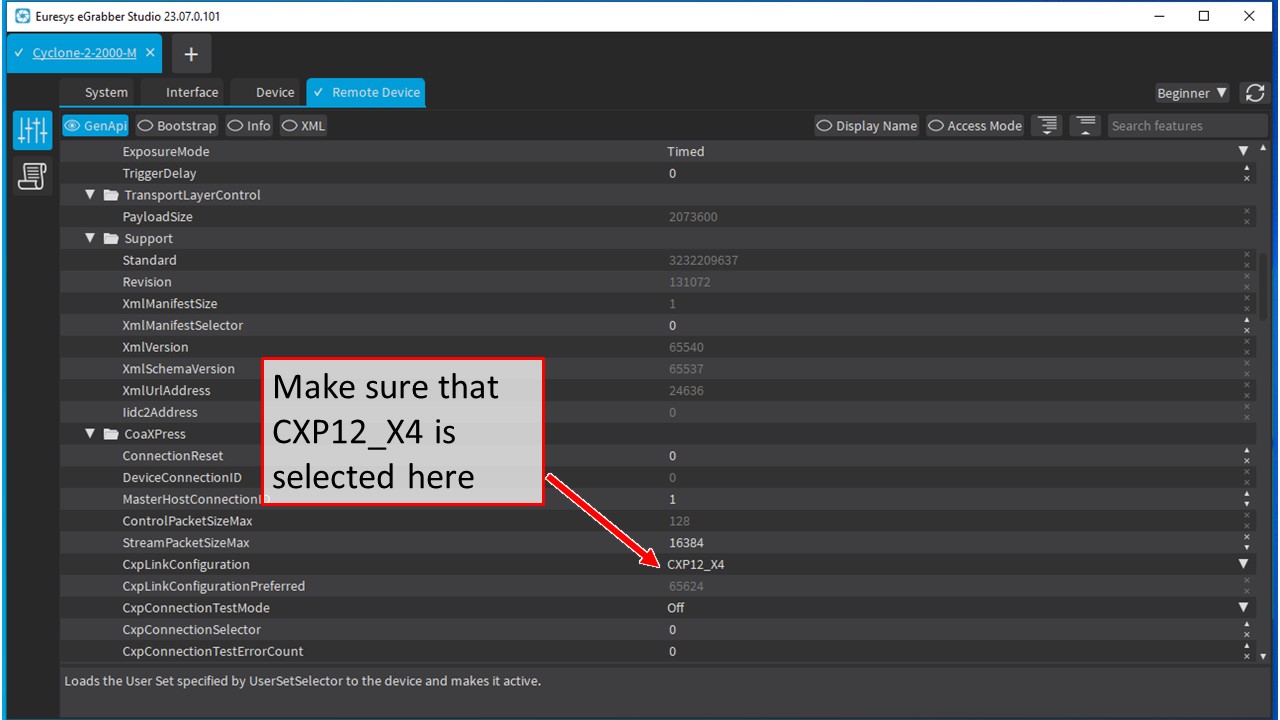 Euresys eGrabber Studio 23.07.0.101
Cyclone-2-2000-M
System Interface Device Remote Device Beginner
GenApi Bootstrap Info XML Display Name Access Mode Search features
ExposureMode Timed
TriggerDelay 0
TransportLayerControl
PayloadSize 2073600
Support
Standard 3232209637
Revision 131072
XmlManifestSize 1
XmlManifestSelector 0
XmlVersion 65540
XmlSchemaVersion 65537
XmlUrlAddress 24636
Iidc2Address 0
CoaXPress
ConnectionReset 0
DeviceConnectionID 0
MasterHostConnectionID 1
ControlPacketSizeMax 128
StreamPacketSizeMax 16384
CxpLinkConfiguration CXP12_X4
CxpLinkConfigurationPreferred 65624
CxpConnectionTestMode Off
CxpConnectionSelector 0
CxpConnectionTestErrorCount 0
Make sure that
CXP12_X4 is
selected here
Loads the User Set specified by UserSetSelector to the device and makes it active.